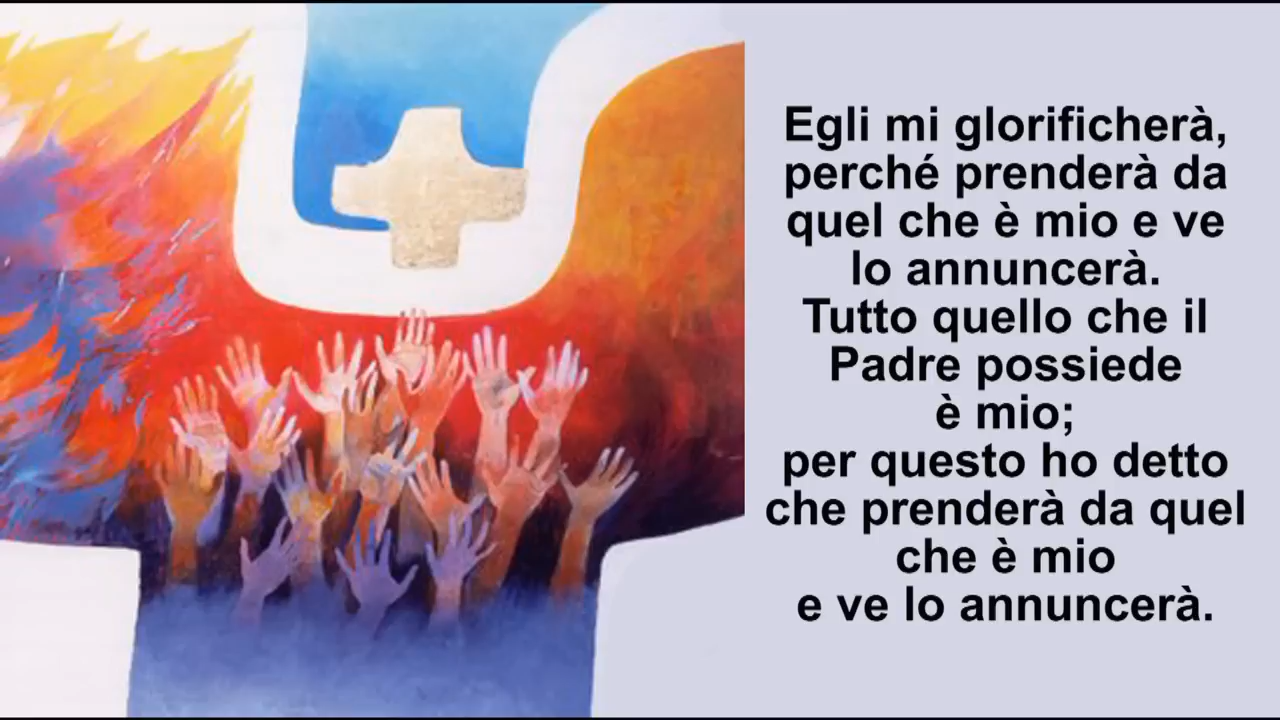 Egli mi glorificherà,
perché prenderà da
quel che è mio e ve
lo annuncerà.
Tutto quello che il
Padre possiede
è mio;
per questo ho detto
che prenderà da quel
che è mio
e ve lo annuncerà.